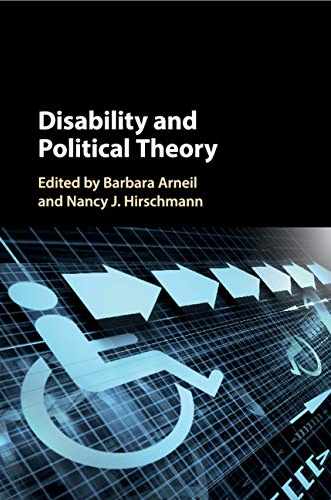 Disability and
Political Theory
Edited by Barbara Arneil
and Nancy J. Hirschmann